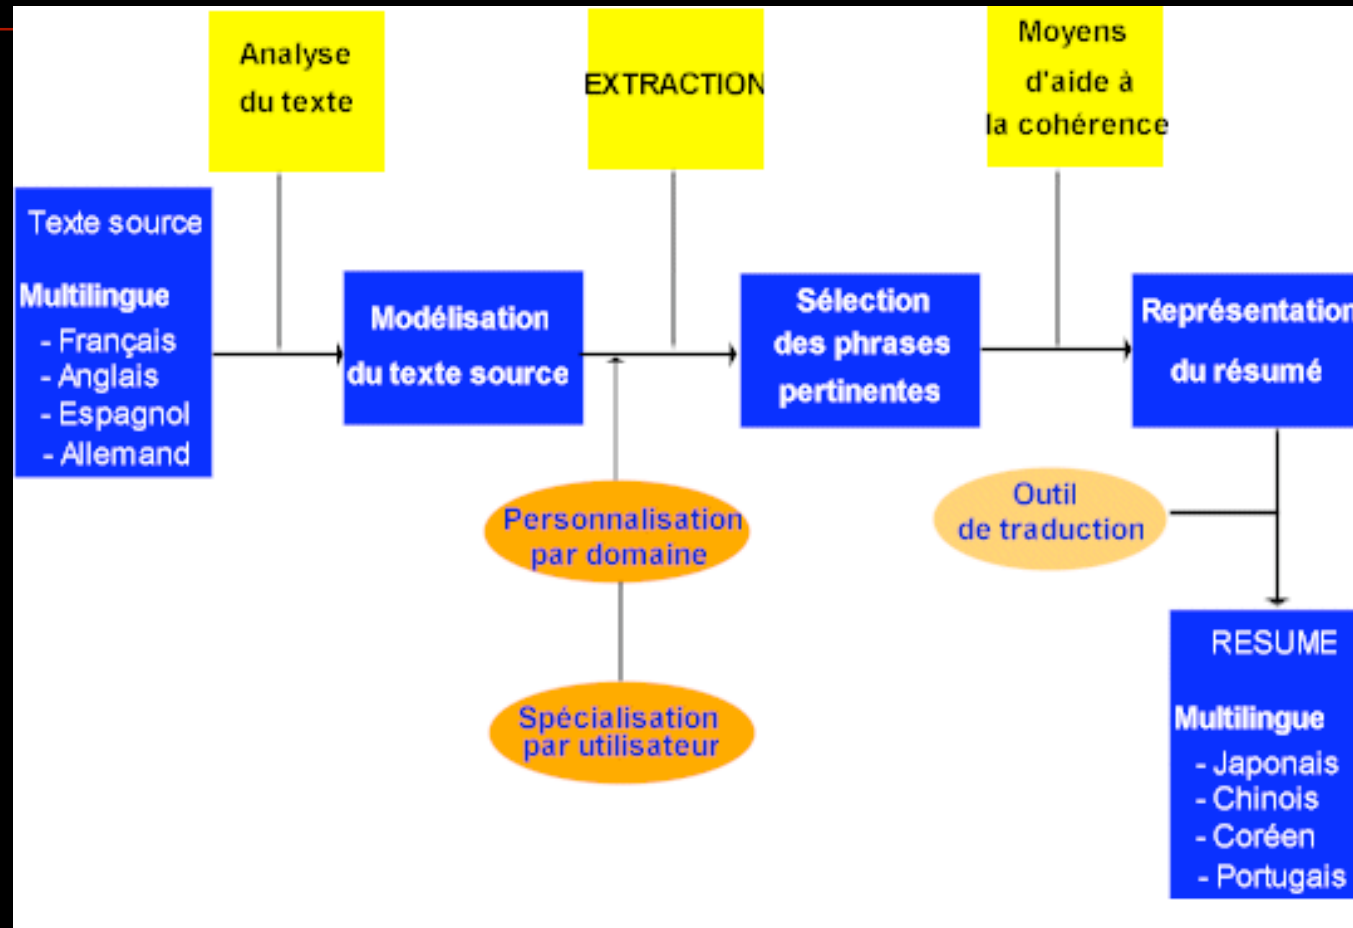 Analyse
du texte
EXTRACTION
Moyens
d'aide à
la cohérence
Texte source
Multilingue
- Français
- Anglais
- Espagnol
- Allemand
Modélisation
du texte source
Sélection
des phrases
pertinentes
Représentation
du résumé
Personnalisation
par domaine
Outil
de traduction
Spécialisation
par utilisateur
RESUME
Multilingue
- Japonais
- Chinois
- Coréen
- Portugais